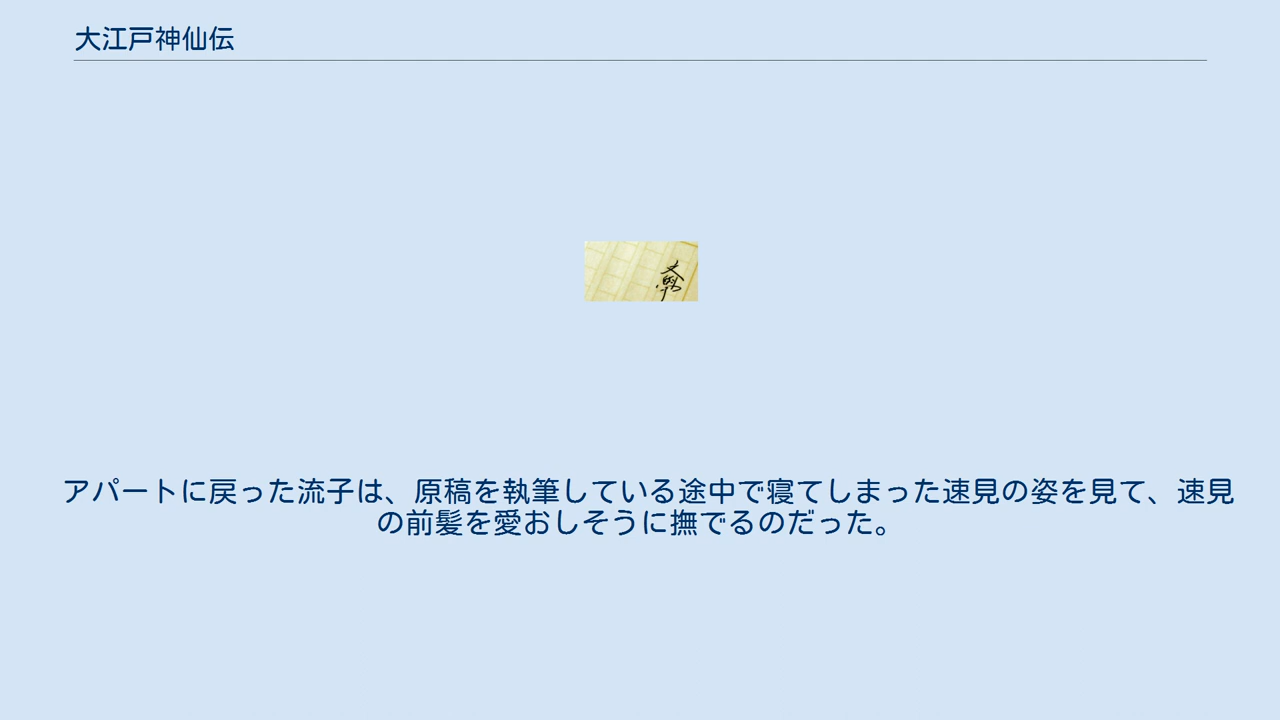 大江戸神仙伝
アパートに戻った流子は、原稿を執筆している途中で寝てしまった速見の姿を見て、速見
の前髪を愛おしそうに撫でるのだった。